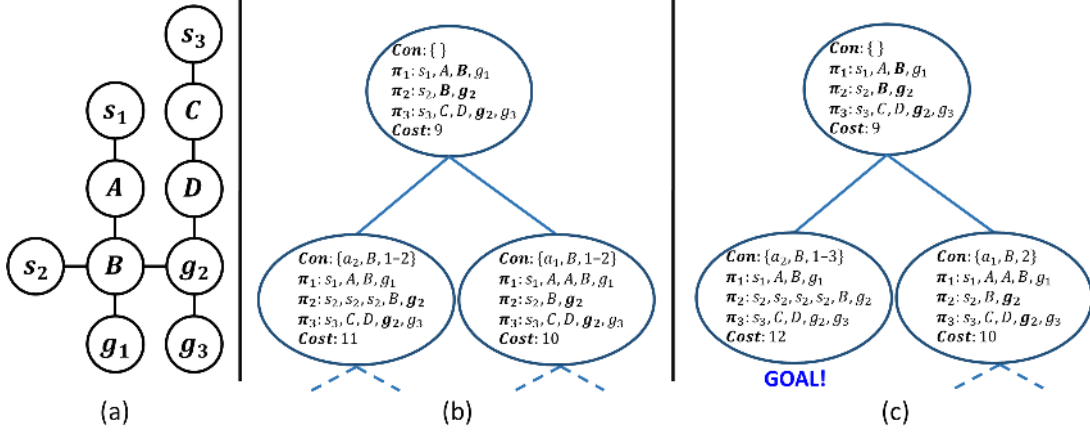 s₃
s₁
C
A
D
s₂
B
g₂
g₁
g₃
(a)
Con: { }
π₁: s₁, A, B, g₁
π₂: s₂, B, g₂
π₃: s₃, C, D, g₂, g₃
Cost: 9
Con: {a₂, B, 1−2}
π₁: s₁, A, B, g₁
π₂: s₂, s₂, s₂, B, g₂
π₃: s₃, C, D, g₂, g₃
Cost: 11
Con: {a₁, B, 1−2}
π₁: s₁, A, A, B, g₁
π₂: s₂, B, g₂
π₃: s₃, C, D, g₂, g₃
Cost: 10
(b)
Con: { }
π₁: s₁, A, B, g₁
π₂: s₂, B, g₂
π₃: s₃, C, D, g₂, g₃
Cost: 9
Con: {a₂, B, 1−3}
π₁: s₁, A, B, g₁
π₂: s₂, s₂, s₂, s₂, B, g₂
π₃: s₃, C, D, g₂, g₃
Cost: 12
GOAL!
Con: {a₁, B, 2}
π₁: s₁, A, A, B, g₁
π₂: s₂, B, g₂
π₃: s₃, C, D, g₂, g₃
Cost: 10
(c)